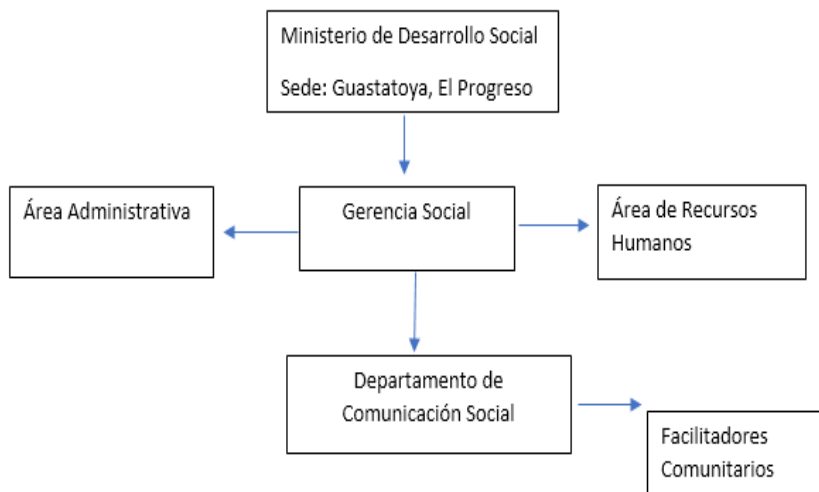 Ministerio de Desarrollo Social
Sede: Guastatoya, El Progreso
Área Administrativa
Gerencia Social
Área de Recursos
Humanos
Departamento de
Comunicación Social
Facilitadores
Comunitarios